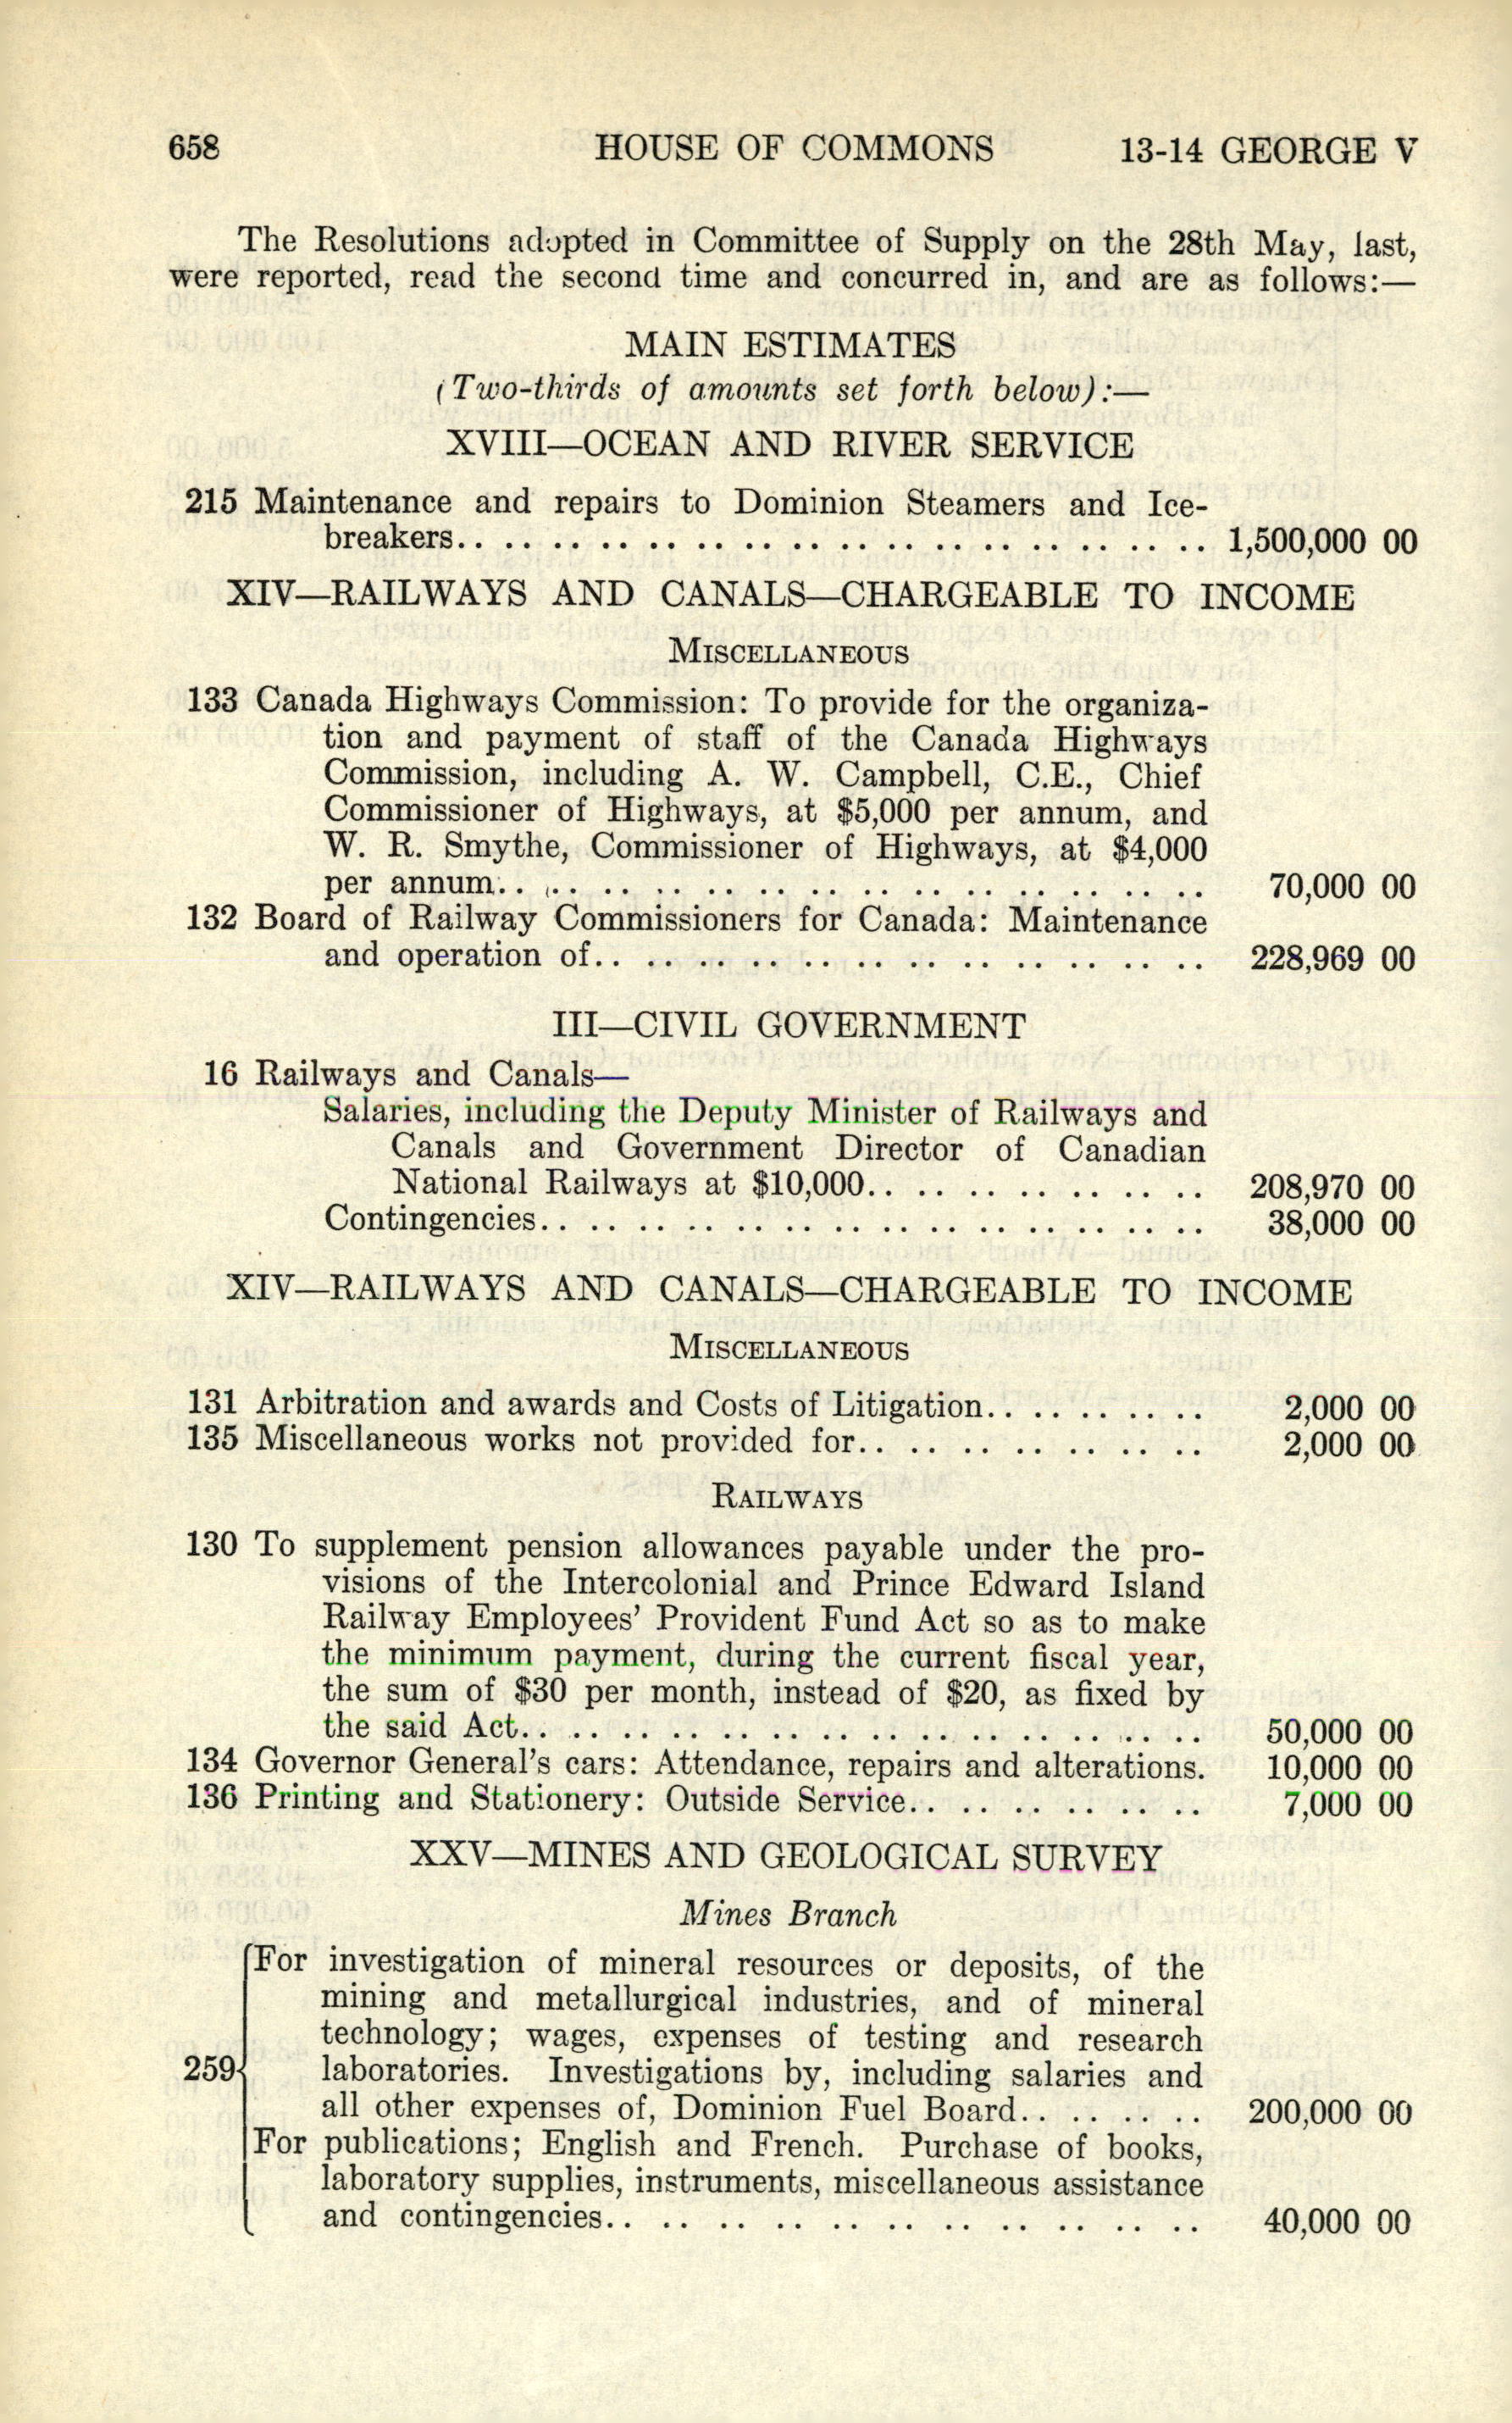 658 HOUSE OF COMMONS 13-14 GEORGE V
The Resolutions adopted in Committee of Supply on the 28th May, last,
were reported, read the second time and concurred in, and are as follows:—
MAIN ESTIMATES
(Two-thirds of amounts set forth below):—
XVIII—OCEAN AND RIVER SERVICE
215 Maintenance and repairs to Dominion Steamers and Ice-
breakers.. .. .. .. .. .. .. .. .. .. .. .. .. .. .. .. 1,500,000 00
XIV—RAILWAYS AND CANALS—CHARGEABLE TO INCOME
MISCELLANEOUS
133 Canada Highways Commission: To provide for the organiza-
tion and payment of staff of the Canada Highways
Commission, including A. W. Campbell, C.E., Chief
Commissioner of Highways, at $5,000 per annum, and
W. R. Smythe, Commissioner of Highways, at $4,000
per annum.. .. .. .. .. .. .. .. .. .. .. .. .. .. 70,000 00
132 Board of Railway Commissioners for Canada: Maintenance
and operation of.. .. .. .. .. .. .. .. .. .. .. .. 228,969 00
III—CIVIL GOVERNMENT
16 Railways and Canals—
Salaries, including the Deputy Minister of Railways and
Canals and Government Director of Canadian
National Railways at $10,000.. .. .. .. .. .. .. 208,970 00
Contingencies.. .. .. .. .. .. .. .. .. .. .. .. .. .. 38,000 00
XIV—RAILWAYS AND CANALS—CHARGEABLE TO INCOME
MISCELLANEOUS
131 Arbitration and awards and Costs of Litigation.. .. .. .. .. 2,000 00
135 Miscellaneous works not provided for.. .. .. .. .. .. .. 2,000 00
RAILWAYS
130 To supplement pension allowances payable under the pro-
visions of the Intercolonial and Prince Edward Island
Railway Employees' Provident Fund Act so as to make
the minimum payment, during the current fiscal year,
the sum of $30 per month, instead of $20, as fixed by
the said Act.. .. .. .. .. .. .. .. .. .. .. .. .. .. 50,000 00
134 Governor General's cars: Attendance, repairs and alterations. 10,000 00
136 Printing and Stationery: Outside Service.. .. .. .. .. .. 7,000 00
XXV—MINES AND GEOLOGICAL SURVEY
Mines Branch
For investigation of mineral resources or deposits, of the
mining and metallurgical industries, and of mineral
technology; wages, expenses of testing and research
259 laboratories. Investigations by, including salaries and
all other expenses of, Dominion Fuel Board.. .. .. .. 200,000 00
For publications; English and French. Purchase of books,
laboratory supplies, instruments, miscellaneous assistance
and contingencies.. .. .. .. .. .. .. .. .. .. .. 40,000 00